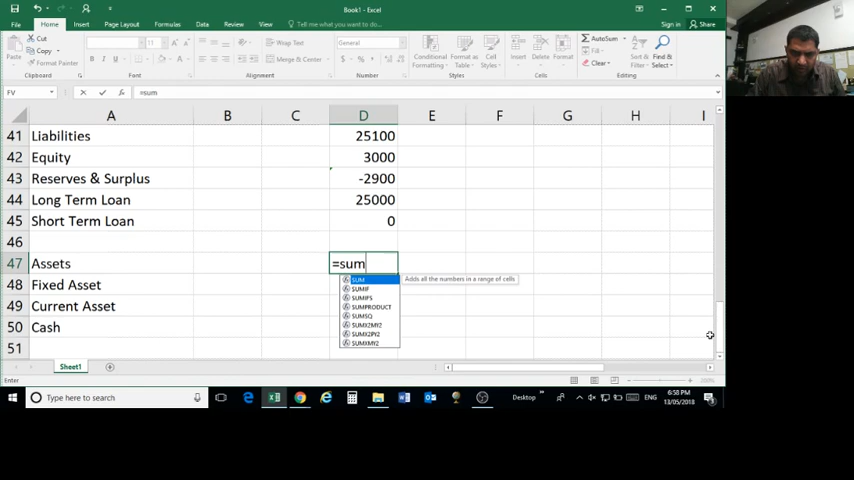 Book1 - Excel
Sign in
Share
File
Home
Insert
Page Layout
Formulas
Data
Review
View
Tell me what you want to do
Cut
Copy
Format Painter
Paste
Clipboard
11
Font
Wrap Text
Merge & Center
Alignment
General
Number
Conditional Formatting
Format as Table
Cell Styles
Styles
Insert
Delete
Format
Cells
AutoSum
Fill
Clear
Sort & Filter
Find & Select
Editing
FV
=sum
A B C D E F G H I
41 Liabilities 25100
42 Equity 3000
43 Reserves & Surplus -2900
44 Long Term Loan 25000
45 Short Term Loan 0
46
47 Assets =sum
SUM Adds all the numbers in a range of cells
SUMIF
SUMIFS
SUMPRODUCT
SUMSQ
SUMX2MY2
SUMX2PY2
SUMXMY2
48 Fixed Asset
49 Current Asset
50 Cash
51
Sheet1
Enter
Type here to search
Desktop
ENG
6:58 PM
13/05/2018